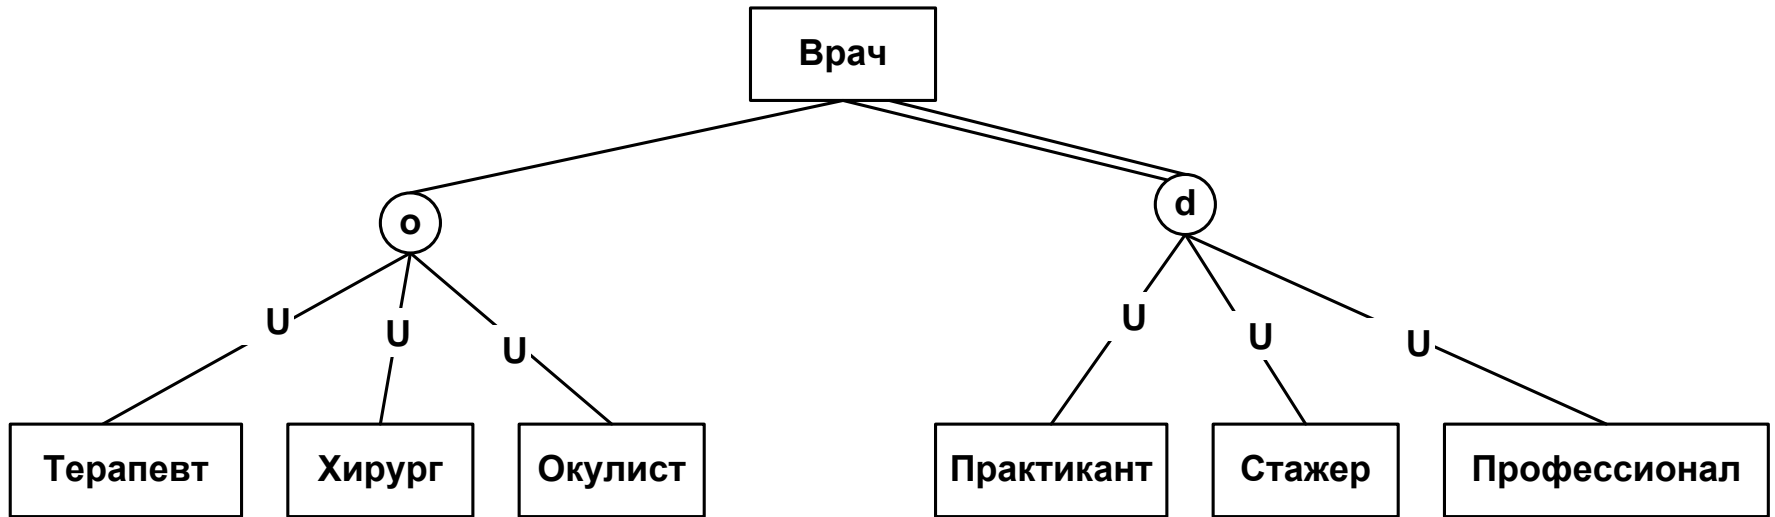 Врач
o
d
U
U
U
U
U
U
Терапевт
Хирург
Окулист
Практикант
Стажер
Профессионал